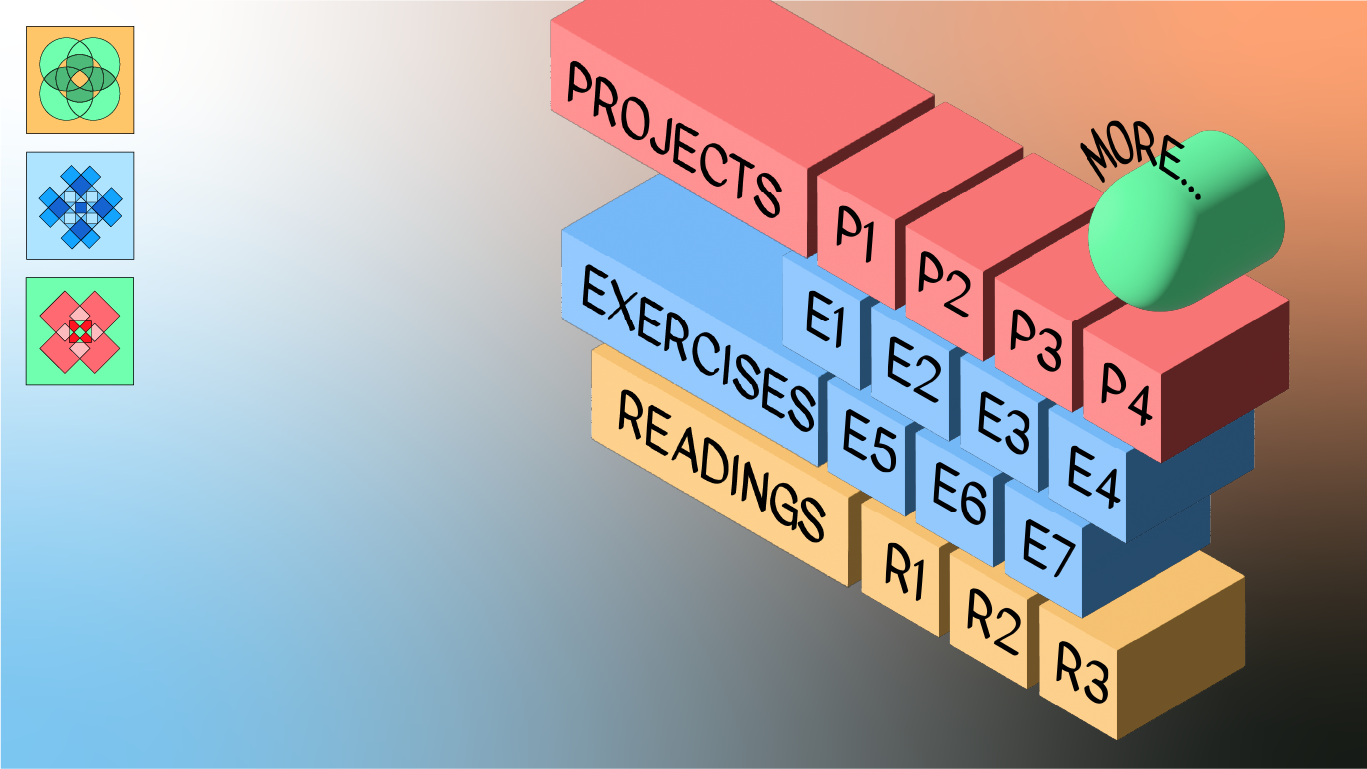 MORE...
PROJECTS P1 P2 P3 P4
EXERCISES E1 E2 E3 E4
E5 E6 E7
READINGS R1 R2 R3